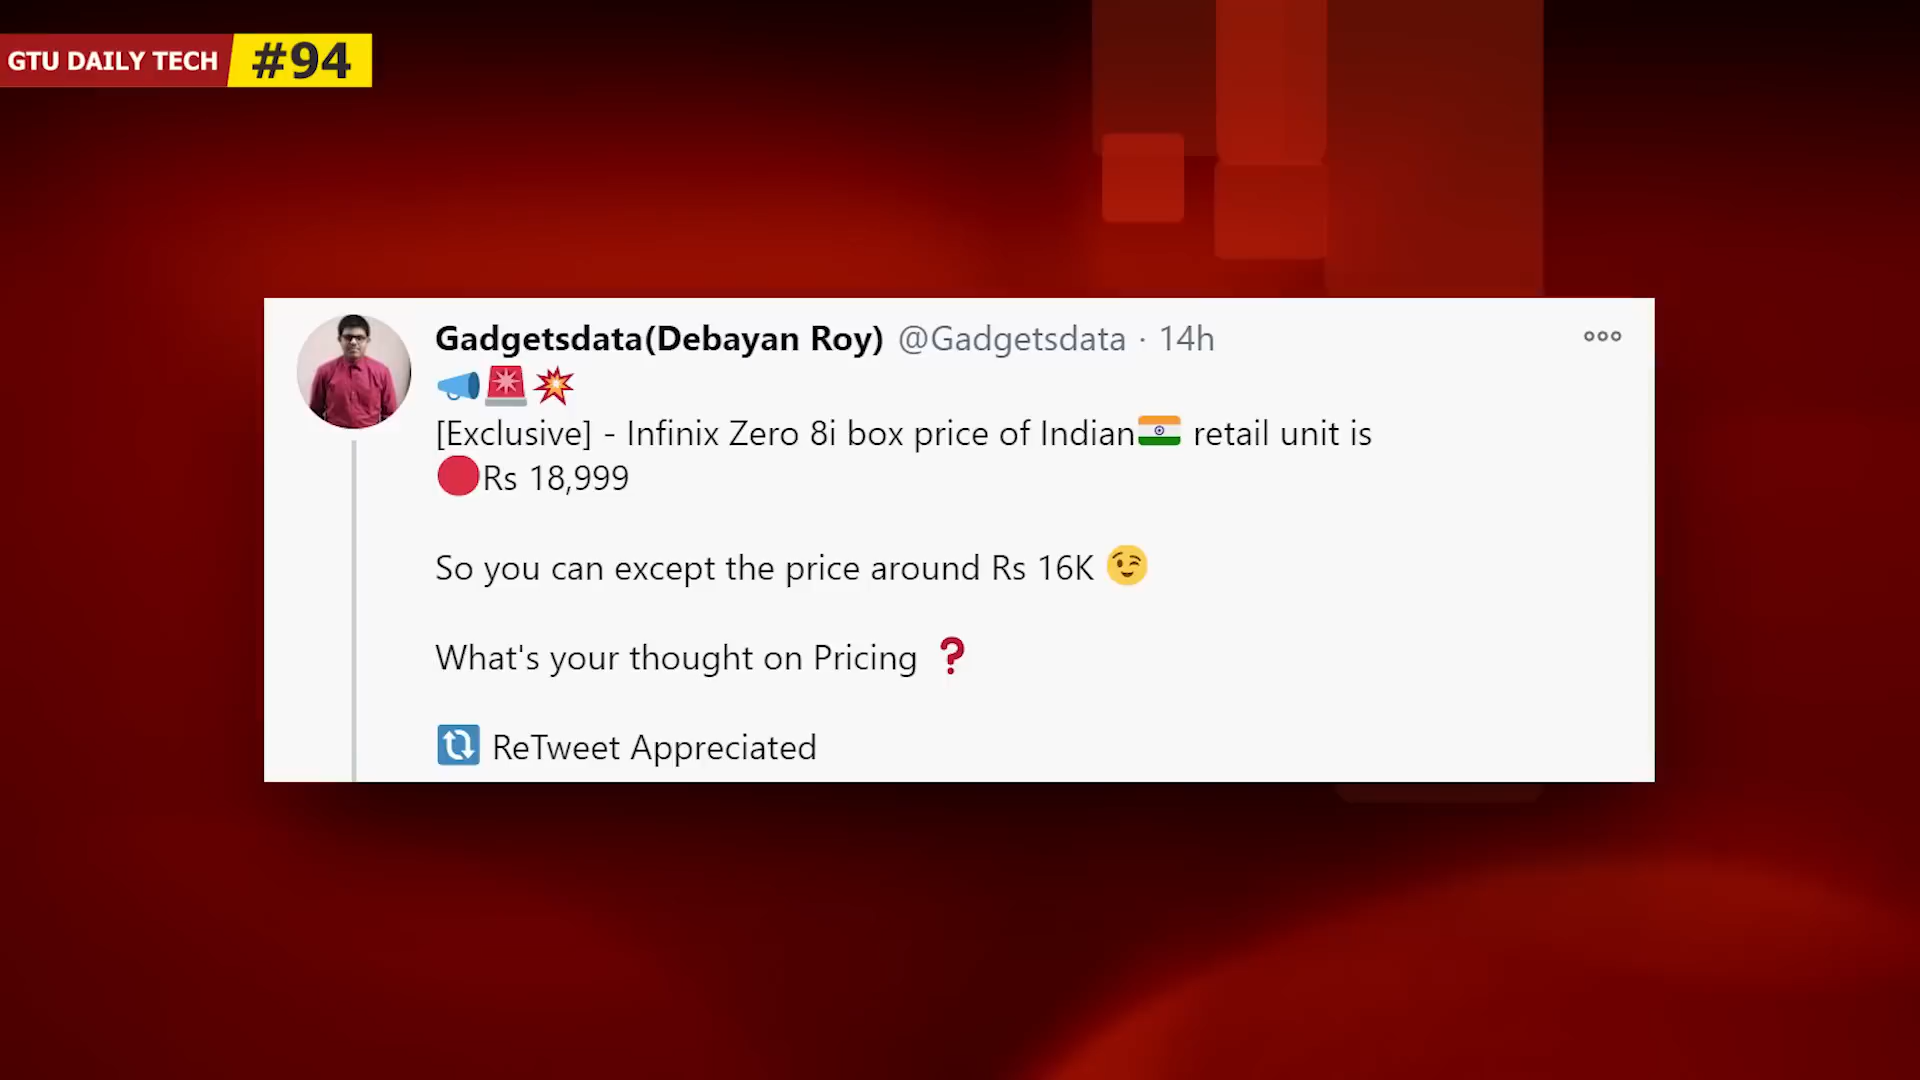 GTU DAILY TECH #94
Gadgetsdata(Debayan Roy) @Gadgetsdata · 14h
📣🚨💥
[Exclusive] - Infinix Zero 8i box price of Indian🇮🇳 retail unit is
🔴Rs 18,999
So you can except the price around Rs 16K 😉
What's your thought on Pricing ❓
🔃 ReTweet Appreciated